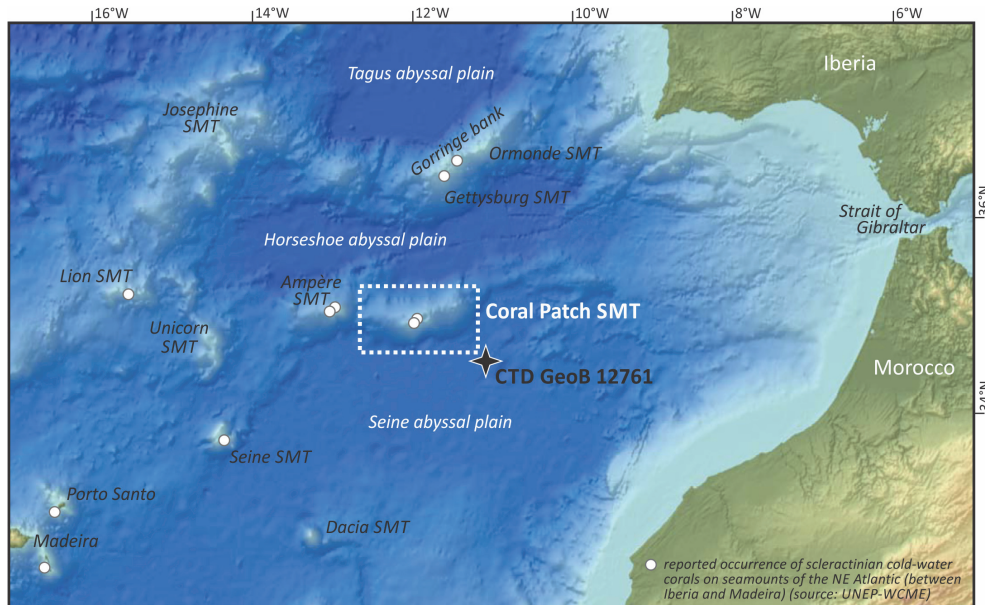 16°W
14°W
12°W
10°W
8°W
6°W
Tagus abyssal plain
Iberia
Josephine
SMT
Gorringe bank
Ormande SMT
Gettysburg SMT
36°N
Strait of
Gibraltar
Horseshoe abyssal plain
Lion SMT
Ampère
SMT
Coral Patch SMT
Unicorn
SMT
Morocco
CTD GeoB 12761
34°N
Seine abyssal plain
Seine SMT
Porto Santo
Dacia SMT
Madeira
reported occurrence of scleractinian cold-water
corals on seamounts of the NE Atlantic (between
Iberia and Madeira) (source: UNEP-WCME)